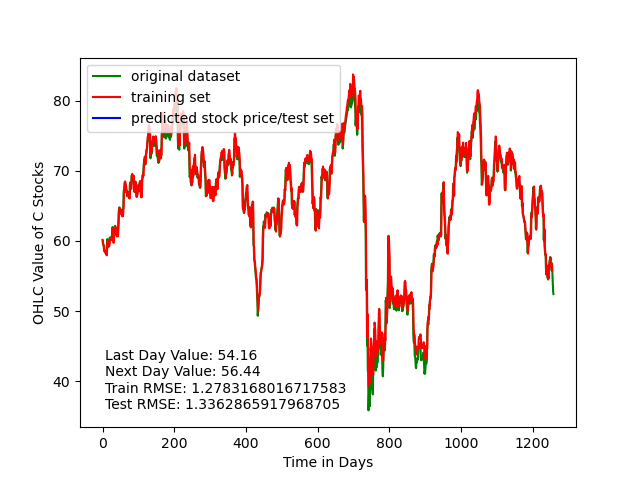 original dataset
training set
predicted stock price/test set
OHLC Value of C Stocks
80
70
60
50
40
Last Day Value: 54.16
Next Day Value: 56.44
Train RMSE: 1.2783168016717583
Test RMSE: 1.3362865917968705
0 200 400 600 800 1000 1200
Time in Days